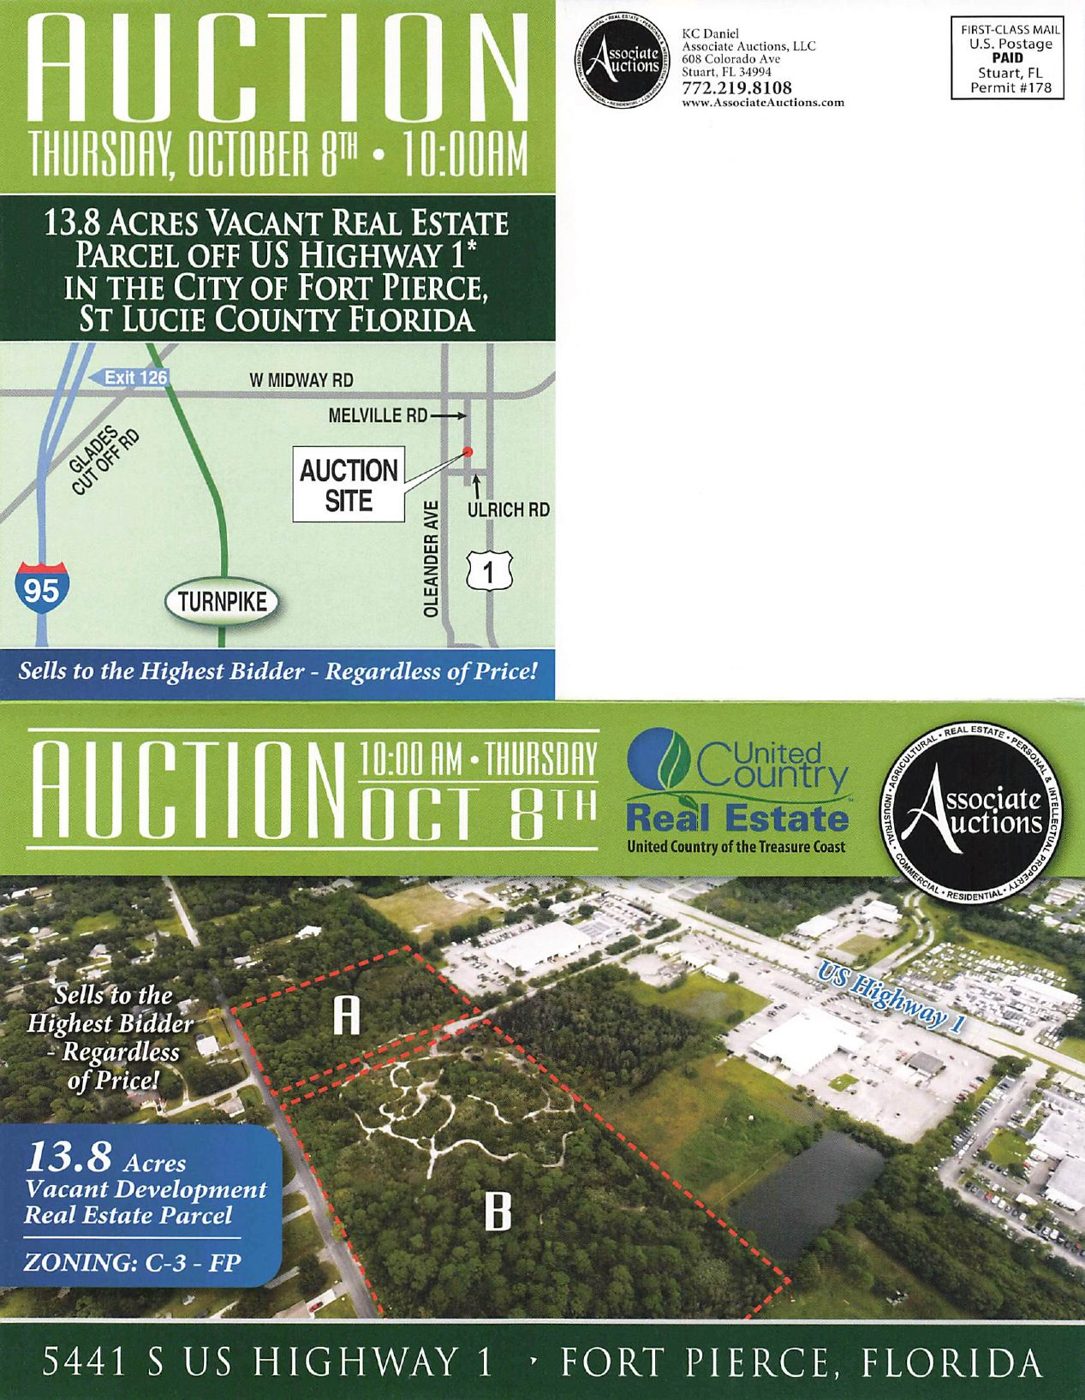 AUCTION
THURSDAY, OCTOBER 8TH • 10:00AM
13.8 ACRES VACANT REAL ESTATE
PARCEL OFF US HIGHWAY 1*
IN THE CITY OF FORT PIERCE,
ST LUCIE COUNTY FLORIDA
Exit 126
W MIDWAY RD
MELVILLE RD
GLADES
CUT OFF RD
AUCTION
SITE
ULRICH RD
OLEANDER AVE
95
TURNPIKE
1
Sells to the Highest Bidder - Regardless of Price!
Associate
Auctions
KC Daniel
Associate Auctions, LLC
608 Colorado Ave
Stuart, FL 34994
772.219.8108
www.AssociateAuctions.com
FIRST-CLASS MAIL
U.S. Postage
PAID
Stuart, FL
Permit #178
AUCTION
10:00 AM • THURSDAY
OCT 8TH
United
Country
Real Estate
United Country of the Treasure Coast
INDUSTRIAL • AGRICULTURAL • REAL ESTATE • PERSONAL & INTELLECTUAL PROPERTY •
Associate
Auctions
COMMERCIAL • RESIDENTIAL •
US Highway 1
Sells to the
Highest Bidder
- Regardless
of Price!
A
B
13.8 Acres
Vacant Development
Real Estate Parcel
ZONING: C-3 - FP
5441 S US HIGHWAY 1 • FORT PIERCE, FLORIDA